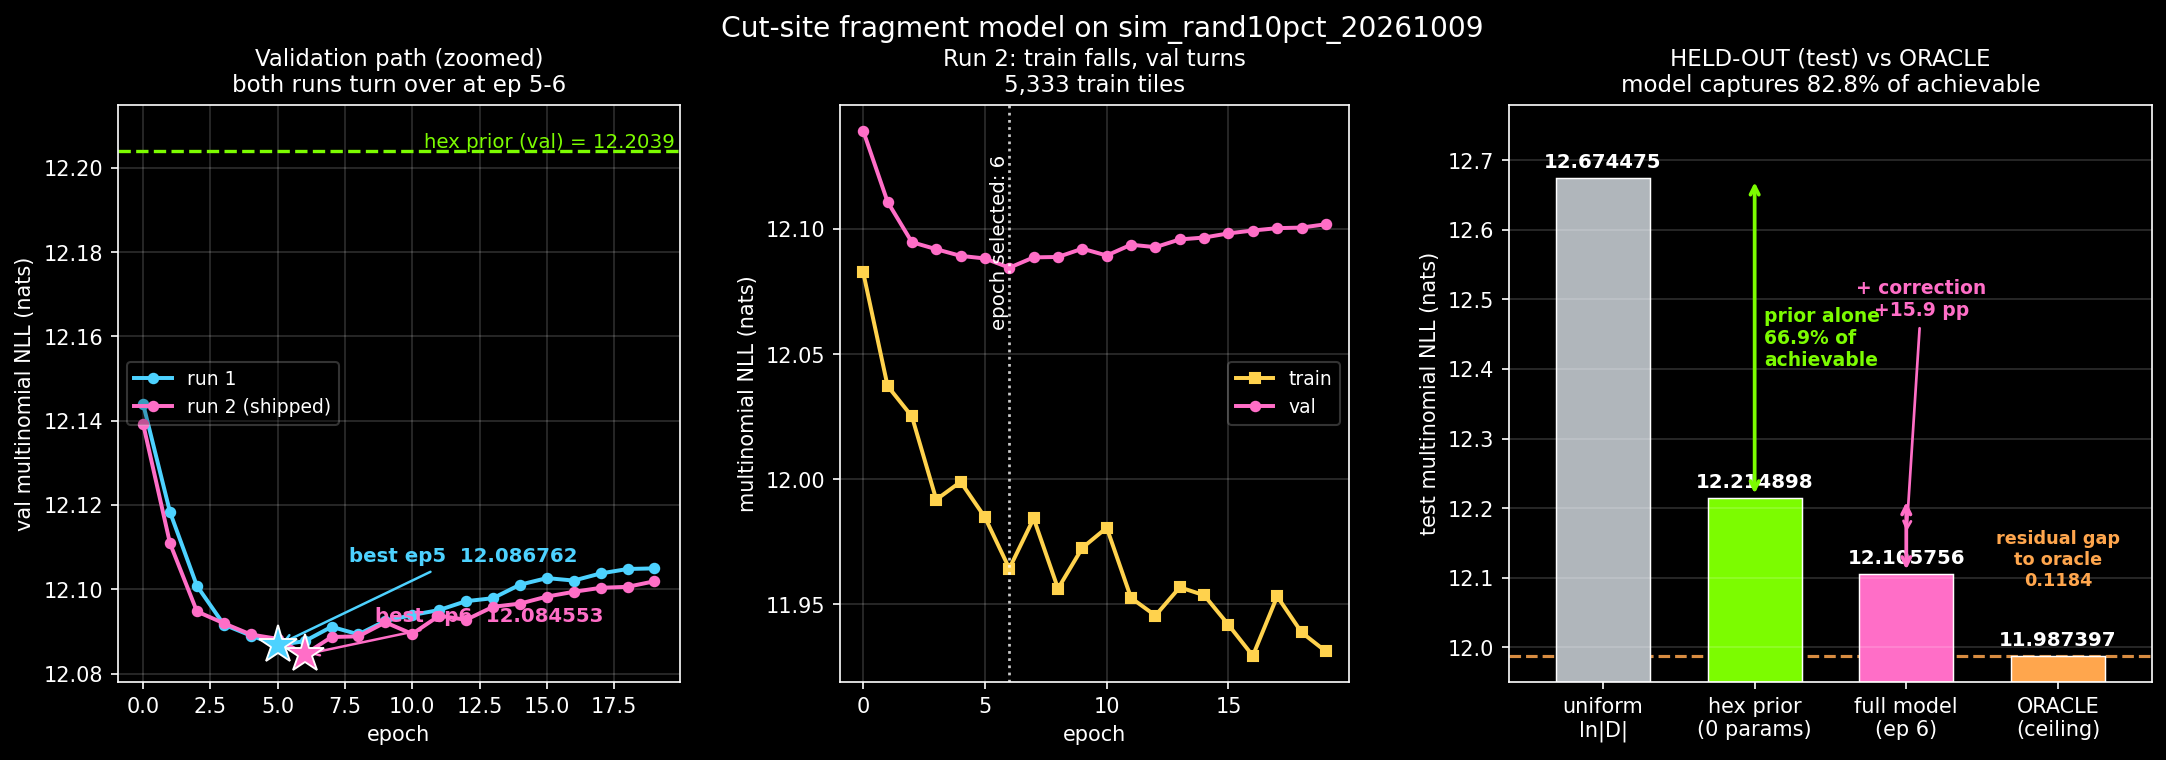 Cut-site fragment model on sim_rand10pct_20261009
Validation path (zoomed)
both runs turn over at ep 5-6
hex prior (val) = 12.2039
12.20
12.18
12.16
12.14
12.12
12.10
12.08
val multinomial NLL (nats)
run 1
run 2 (shipped)
best ep5 12.086762
best ep6 12.084553
0.0
2.5
5.0
7.5
10.0
12.5
15.0
17.5
epoch
Run 2: train falls, val turns
5,333 train tiles
12.10
12.05
12.00
11.95
multinomial NLL (nats)
epoch selected: 6
train
val
0
5
10
15
epoch
HELD-OUT (test) vs ORACLE
model captures 82.8% of achievable
12.7
12.6
12.5
12.4
12.3
12.2
12.1
12.0
test multinomial NLL (nats)
12.674475
12.214898
12.105756
11.987397
prior alone
66.9% of
achievable
+ correction
+15.9 pp
residual gap
to oracle
0.1184
uniform
ln|D|
hex prior
(0 params)
full model
(ep 6)
ORACLE
(ceiling)